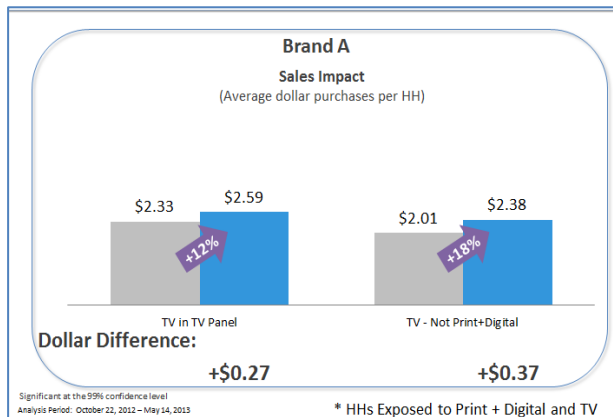 Brand A
Sales Impact
(Average dollar purchases per HH)
$2.33
$2.59
$2.01
$2.38
+12%
+18%
TV in TV Panel
TV - Not Print+Digital
Dollar Difference:
+$0.27
+$0.37
Significant at the 99% confidence level
Analysis Period: October 22, 2012 – May 14, 2013
* HHs Exposed to Print + Digital and TV